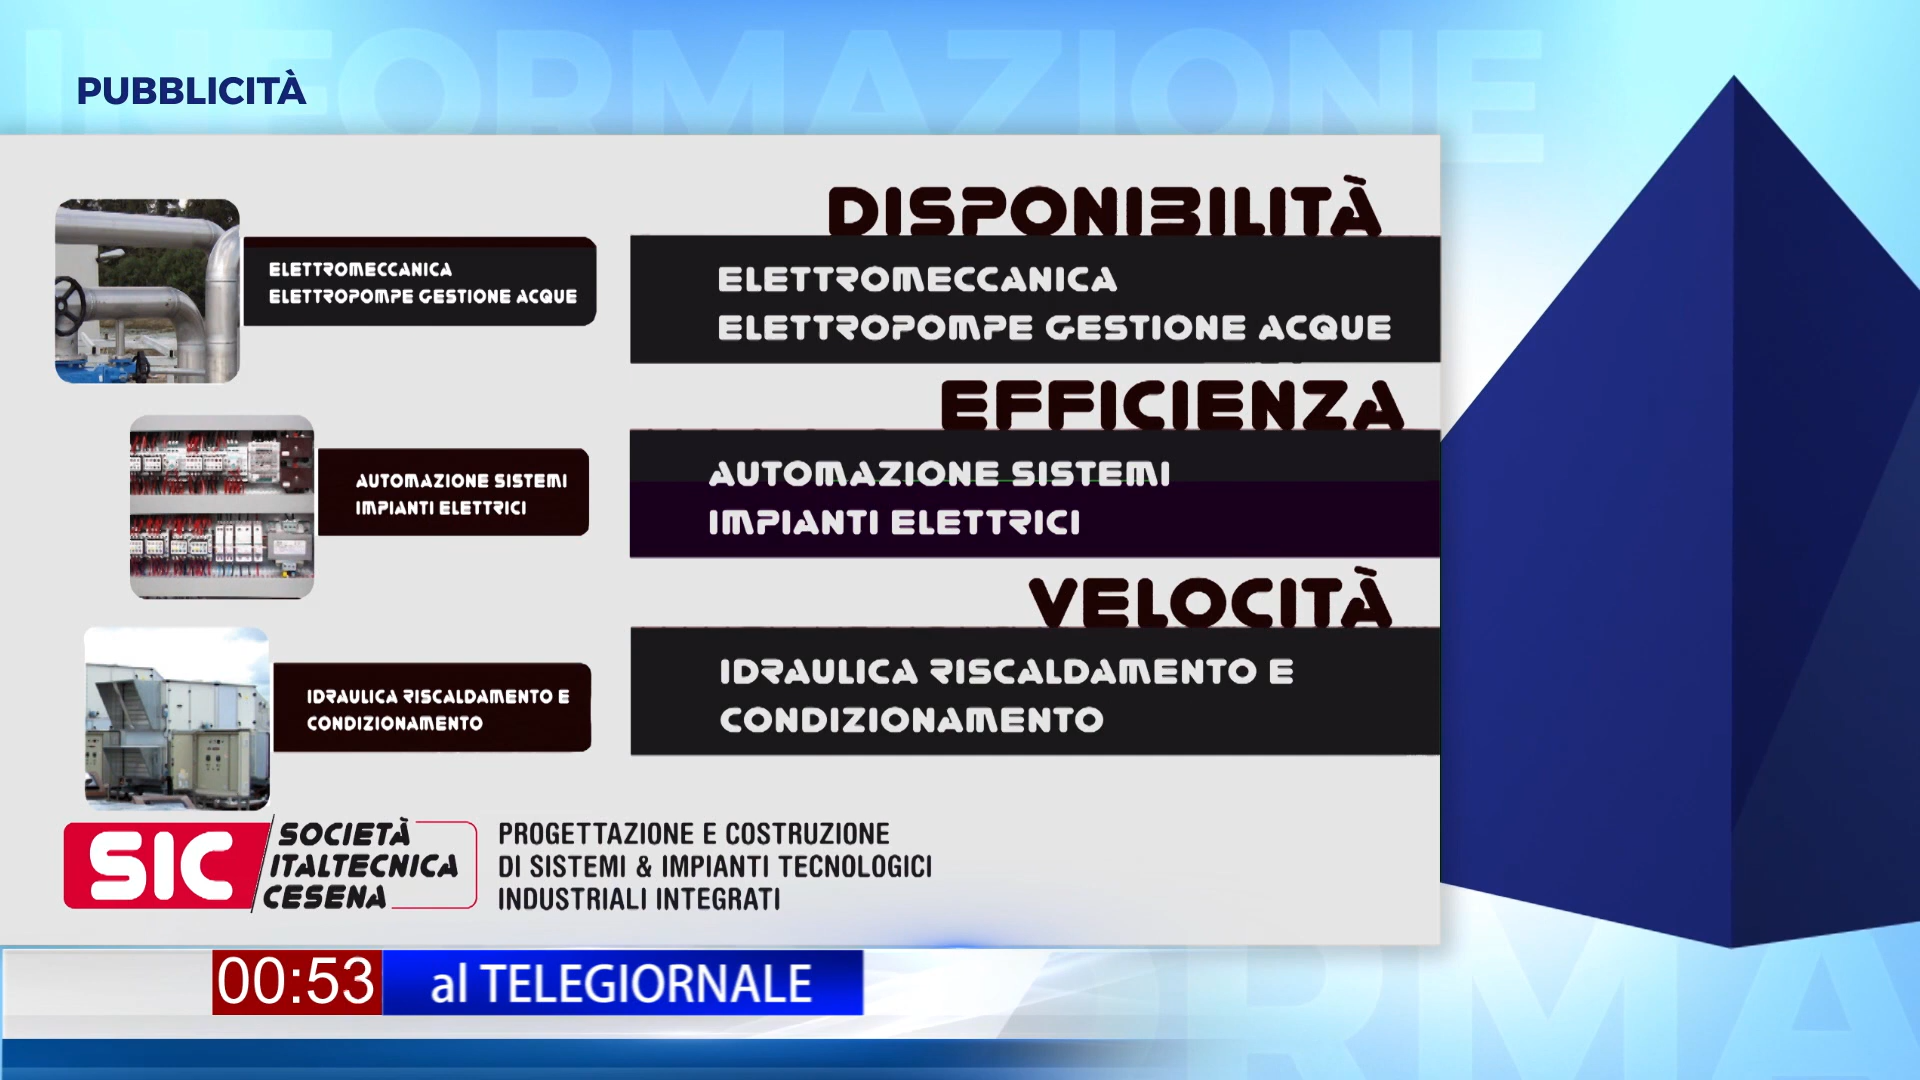 INFORMAZIONE
PUBBLICITÀ
ELETTROMECCANICA
ELETTROPOMPE GESTIONE ACQUE
AUTOMAZIONE SISTEMI
IMPIANTI ELETTRICI
IDRAULICA RISCALDAMENTO E
CONDIZIONAMENTO
DISPONIBILITÀ
ELETTROMECCANICA
ELETTROPOMPE GESTIONE ACQUE
EFFICIENZA
AUTOMAZIONE SISTEMI
IMPIANTI ELETTRICI
VELOCITÀ
IDRAULICA RISCALDAMENTO E
CONDIZIONAMENTO
SIC
SOCIETÀ
ITALTECNICA
CESENA
PROGETTAZIONE E COSTRUZIONE
DI SISTEMI & IMPIANTI TECNOLOGICI
INDUSTRIALI INTEGRATI
00:53 al TELEGIORNALE